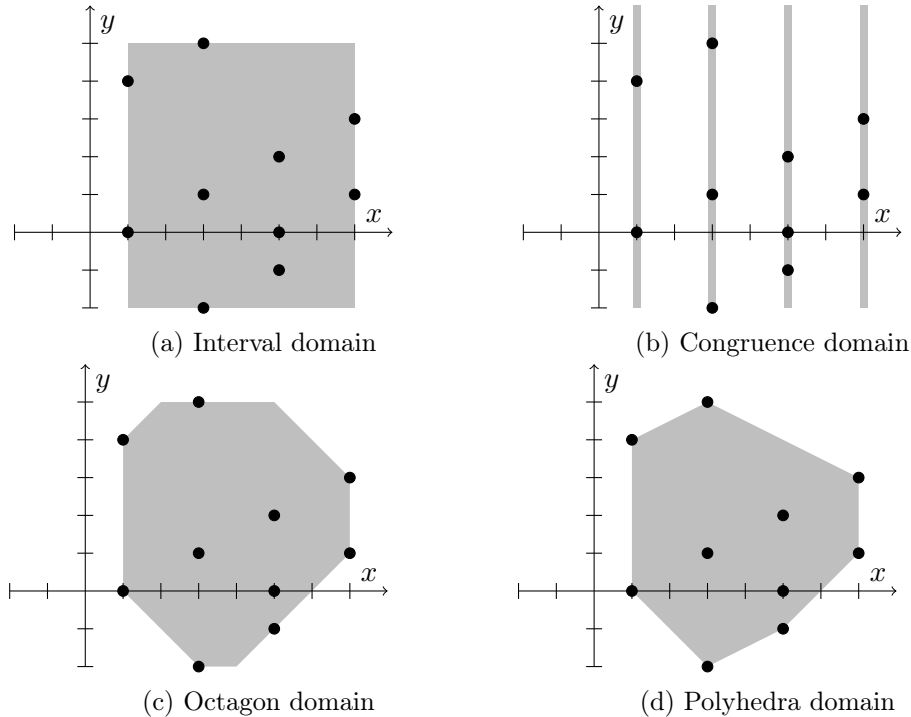 y
x
(a) Interval domain
y
x
(b) Congruence domain
y
x
(c) Octagon domain
y
x
(d) Polyhedra domain